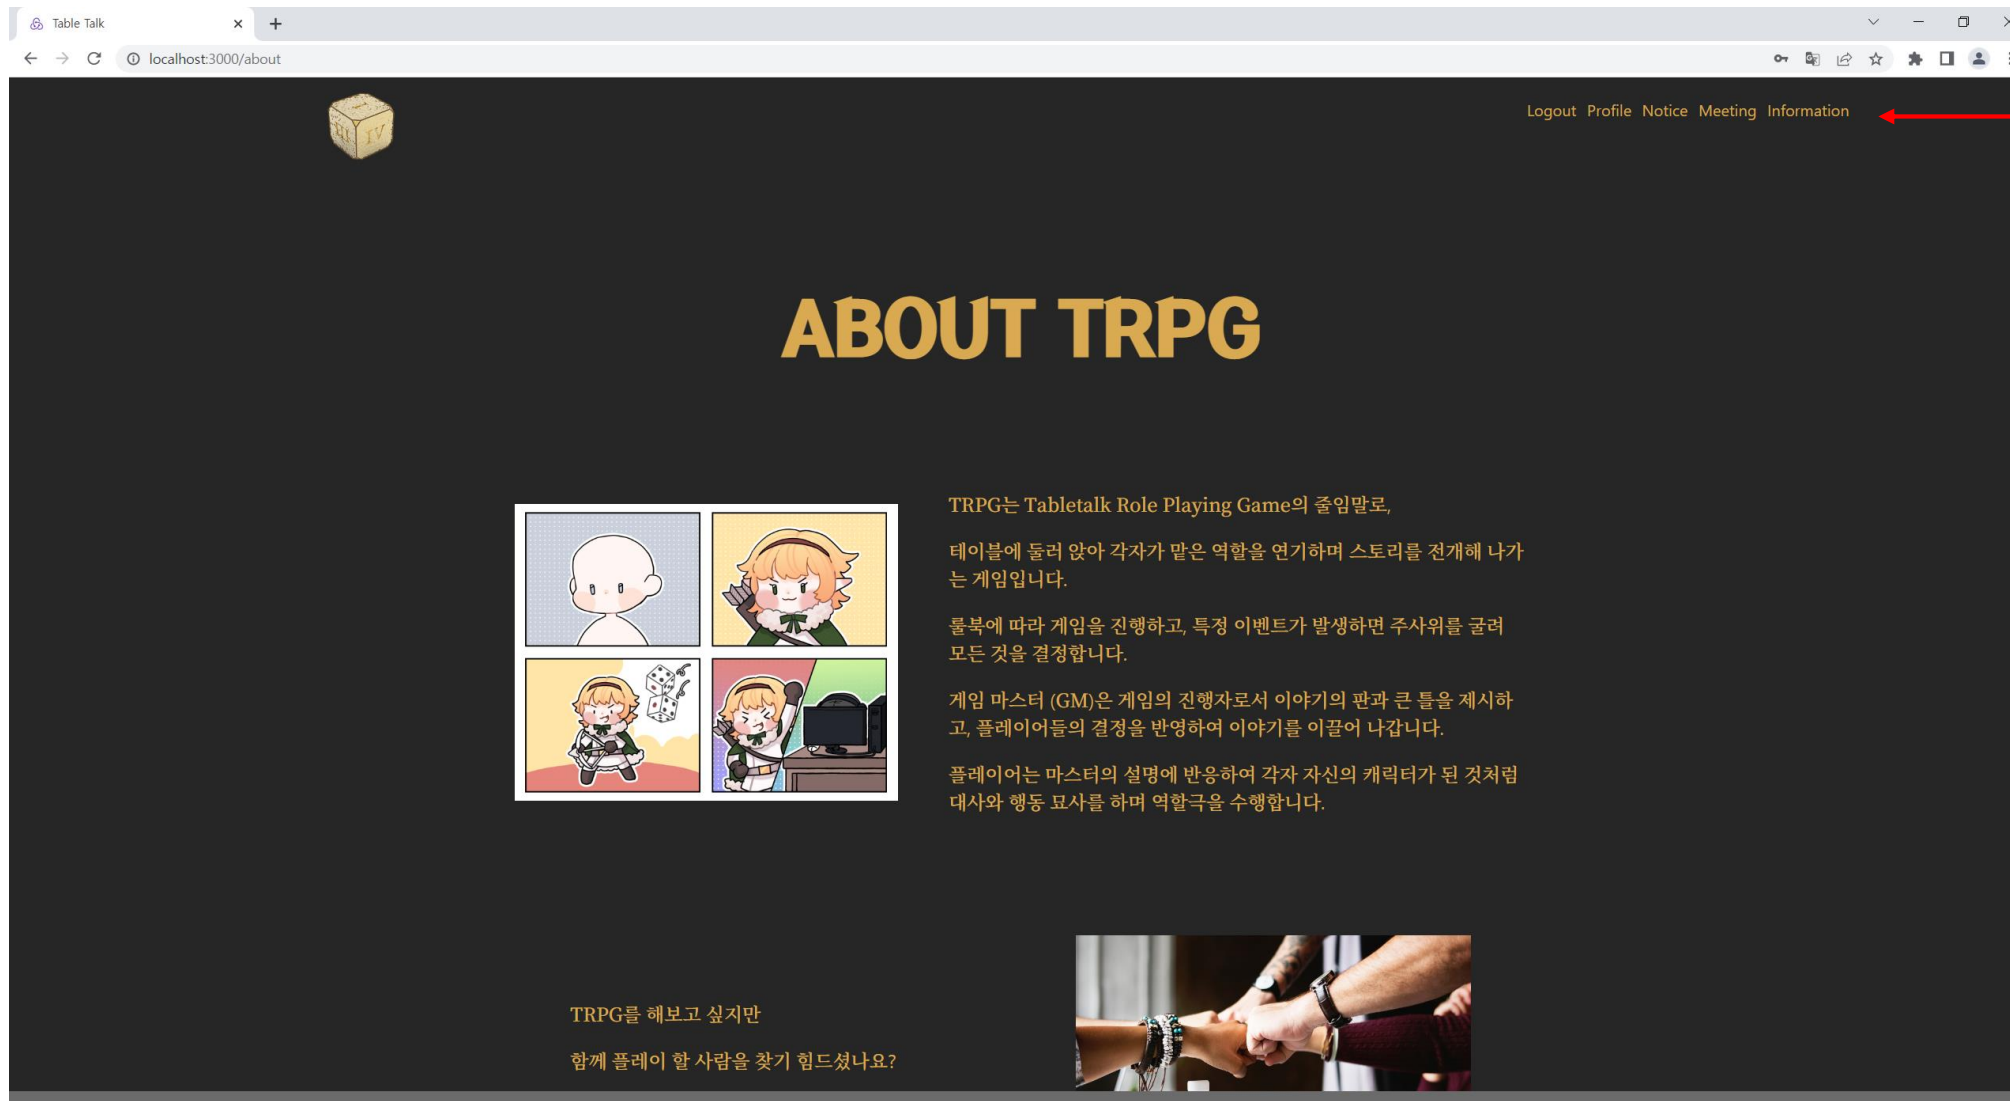 Table Talk
localhost:3000/about
III IV
Logout Profile Notice Meeting Information
ABOUT TRPG
TRPG는 Tabletalk Role Playing Game의 줄임말로,
테이블에 둘러 앉아 각자가 맡은 역할을 연기하며 스토리를 전개해 나가
는 게임입니다.
룰북에 따라 게임을 진행하고, 특정 이벤트가 발생하면 주사위를 굴려
모든 것을 결정합니다.
게임 마스터 (GM)은 게임의 진행자로서 이야기의 판과 큰 틀을 제시하
고, 플레이어들의 결정을 반영하여 이야기를 이끌어 나갑니다.
플레이어는 마스터의 설명에 반응하여 각자 자신의 캐릭터가 된 것처럼
대사와 행동 묘사를 하며 역할극을 수행합니다.
TRPG를 해보고 싶지만
함께 플레이 할 사람을 찾기 힘드셨나요?